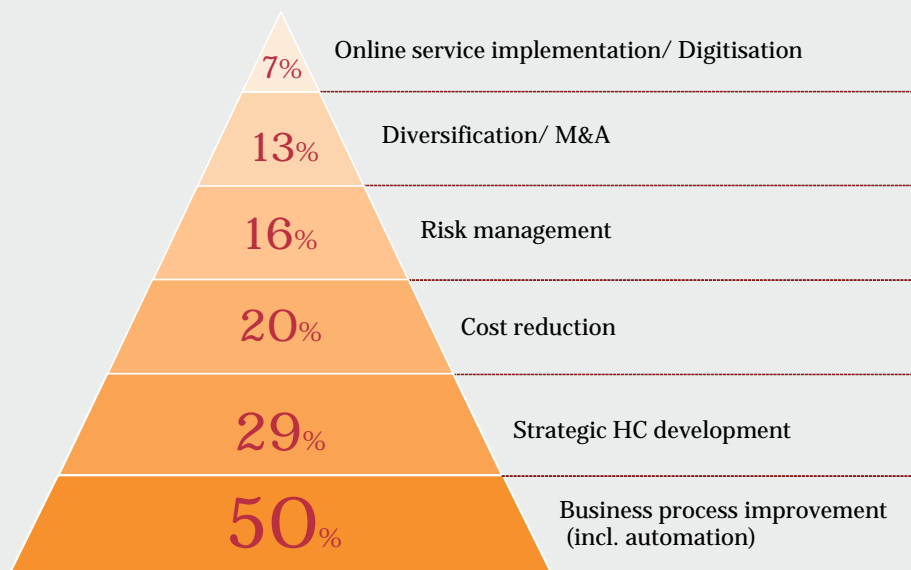 7%
Online service implementation/ Digitisation
13%
Diversification/ M&A
16%
Risk management
20%
Cost reduction
29%
Strategic HC development
50%
Business process improvement
(incl. automation)